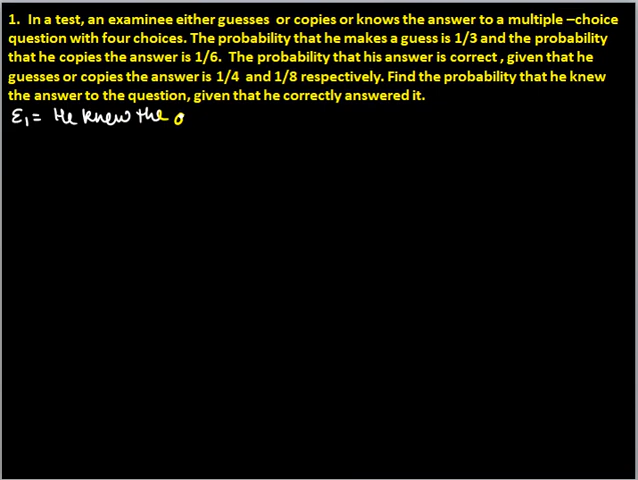 1. In a test, an examinee either guesses or copies or knows the answer to a multiple –choice
question with four choices. The probability that he makes a guess is 1/3 and the probability
that he copies the answer is 1/6. The probability that his answer is correct , given that he
guesses or copies the answer is 1/4 and 1/8 respectively. Find the probability that he knew
the answer to the question, given that he correctly answered it.
E₁ = He knew the